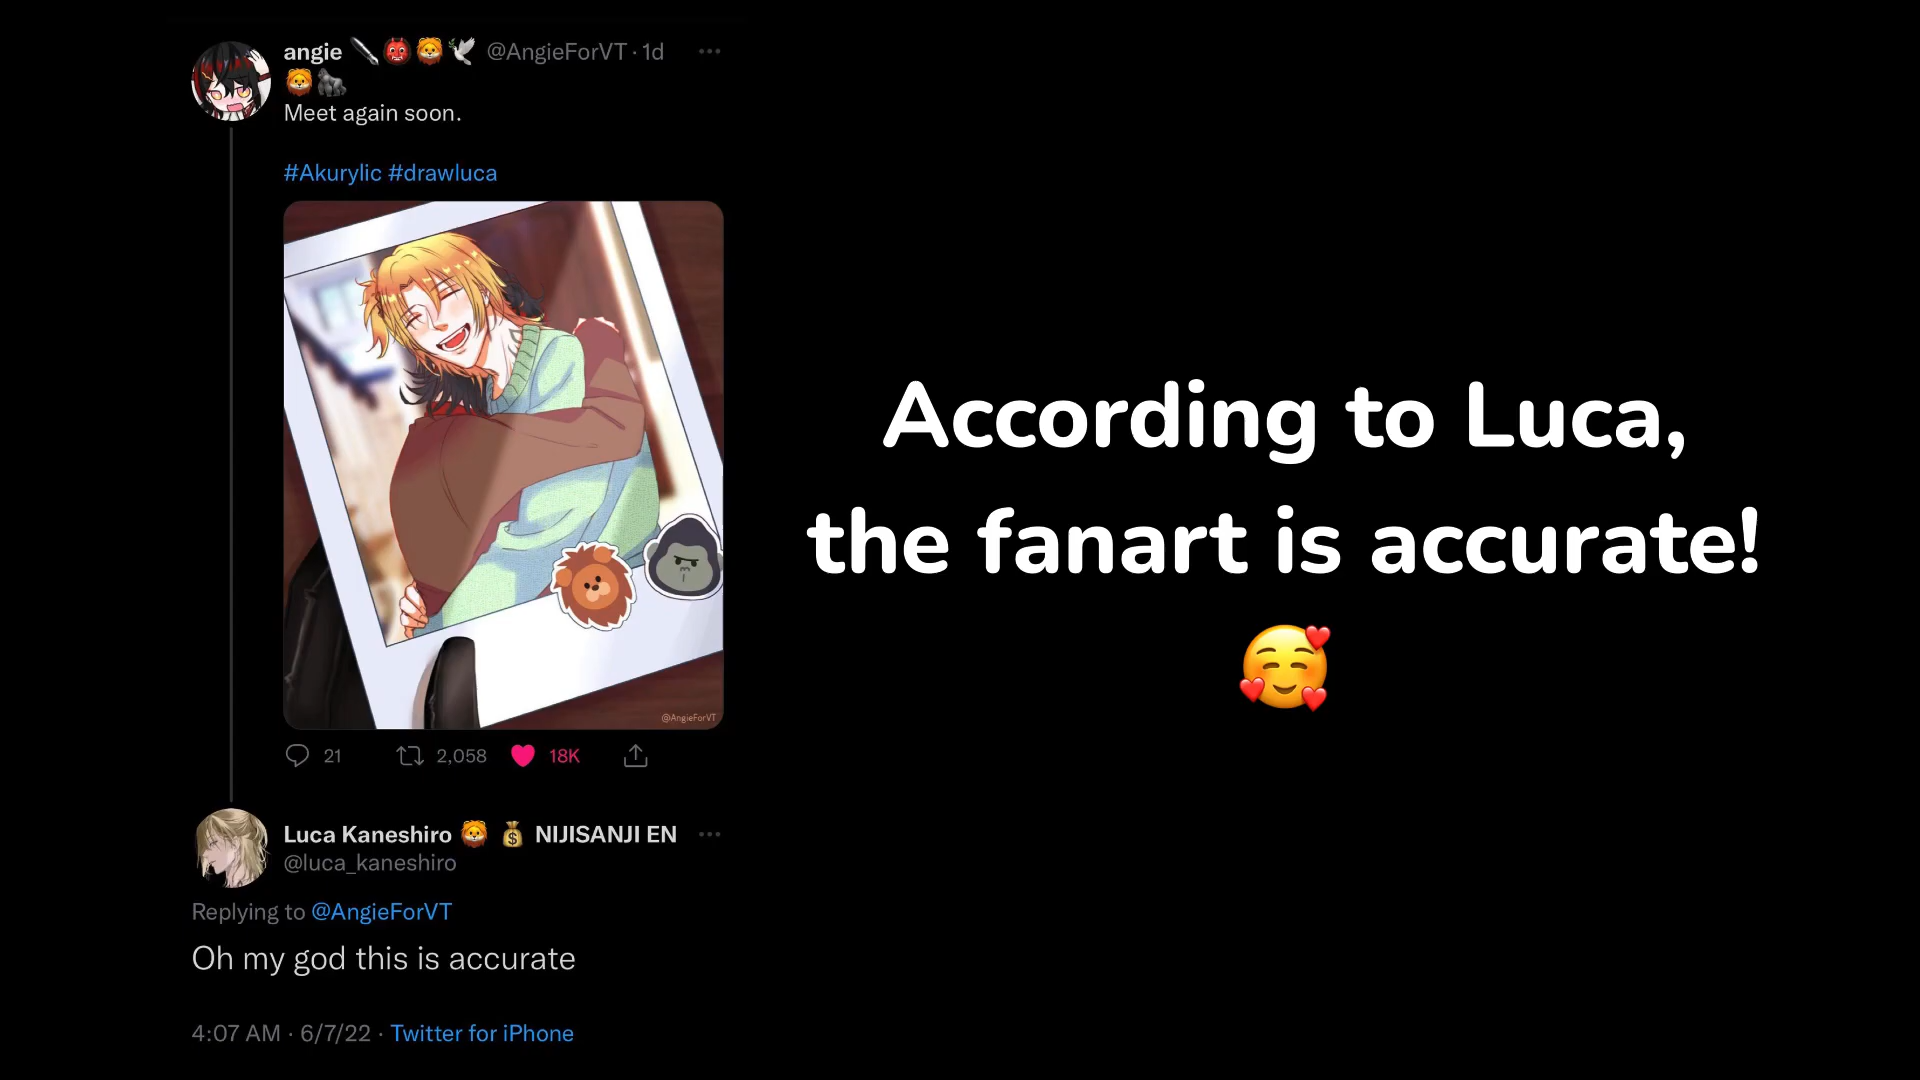 angie 🔪👹🦁🕊️ @AngieForVT · 1d
🦁🦍
Meet again soon.
#Akurylic #drawluca
@AngieForVT
21 2,058 18K
Luca Kaneshiro 🦁 💰 NIJISANJI EN
@luca_kaneshiro
Replying to @AngieForVT
Oh my god this is accurate
4:07 AM · 6/7/22 · Twitter for iPhone
According to Luca,
the fanart is accurate!
🥰